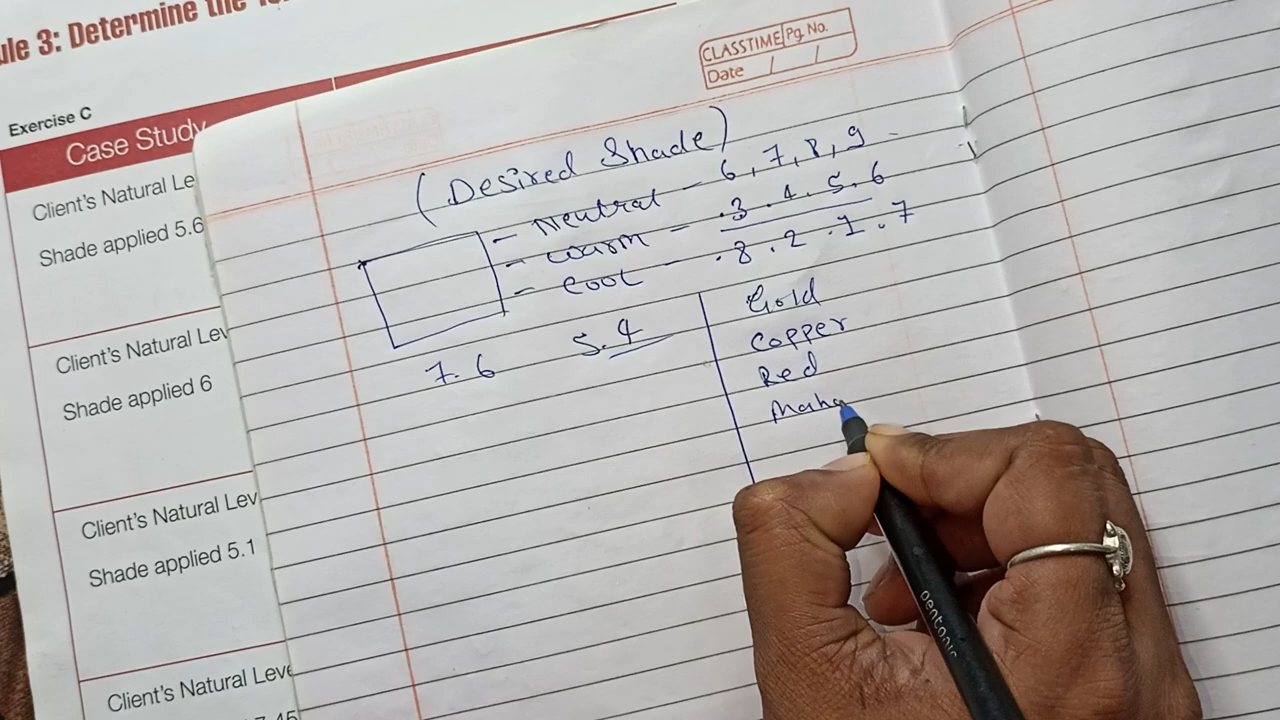 ule 3: Determine the
Exercise C
Case Study
Client's Natural Le
Shade applied 5.6
Client's Natural Lev
Shade applied 6
Client's Natural Lev
Shade applied 5.1
Client's Natural Leve
CLASSTIME Pg. No.
Date / /
(Desired Shade)
- Neutral - 6, 7, 8, 9 -
- warm - .3 .4 .5 .6
- cool - .8 .2 .1 .7
7.6 5.4
Gold
Copper
Red
Maha
pentonic